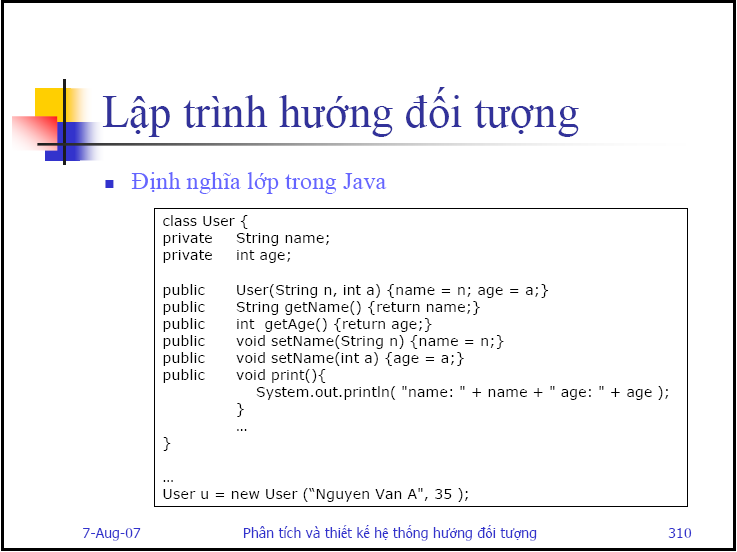 Lập trình hướng đối tượng
Định nghĩa lớp trong Java
class User {
private String name;
private int age;
public User(String n, int a) {name = n; age = a;}
public String getName() {return name;}
public int getAge() {return age;}
public void setName(String n) {name = n;}
public void setName(int a) {age = a;}
public void print(){
System.out.println( "name: " + name + " age: " + age );
}
…
}
…
User u = new User (“Nguyen Van A", 35 );
7-Aug-07 Phân tích và thiết kế hệ thống hướng đối tượng 310